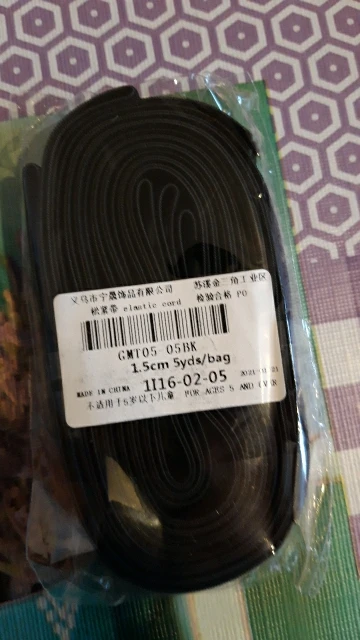 义乌市宁晟饰品有限公司 苏溪金三角工业区
松紧带 elastic cord 检验合格 PO
GMT05-05BK
1.5cm 5yds/bag
MADE IN CHINA 1I16-02-05
不适用于5岁以下儿童 FOR AGES 5 AND OVER